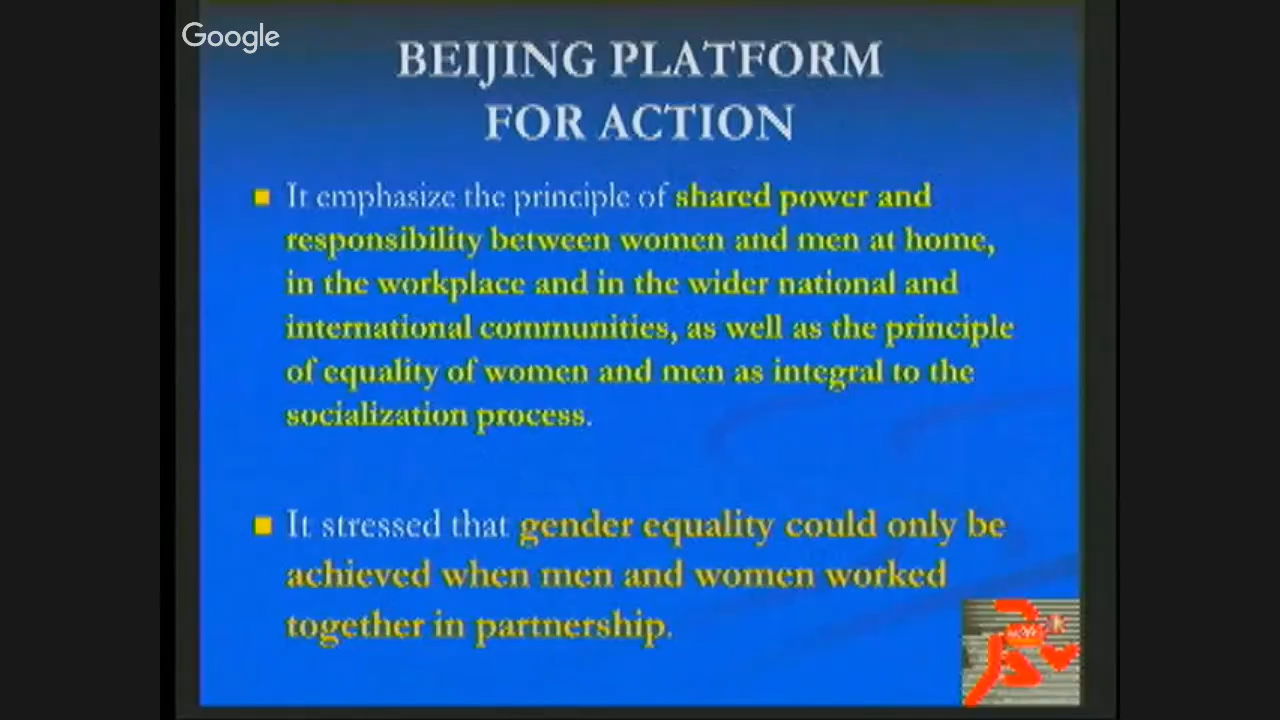 Google
BEIJING PLATFORM
FOR ACTION
It emphasize the principle of shared power and
responsibility between women and men at home,
in the workplace and in the wider national and
international communities, as well as the principle
of equality of women and men as integral to the
socialization process.
It stressed that gender equality could only be
achieved when men and women worked
together in partnership.